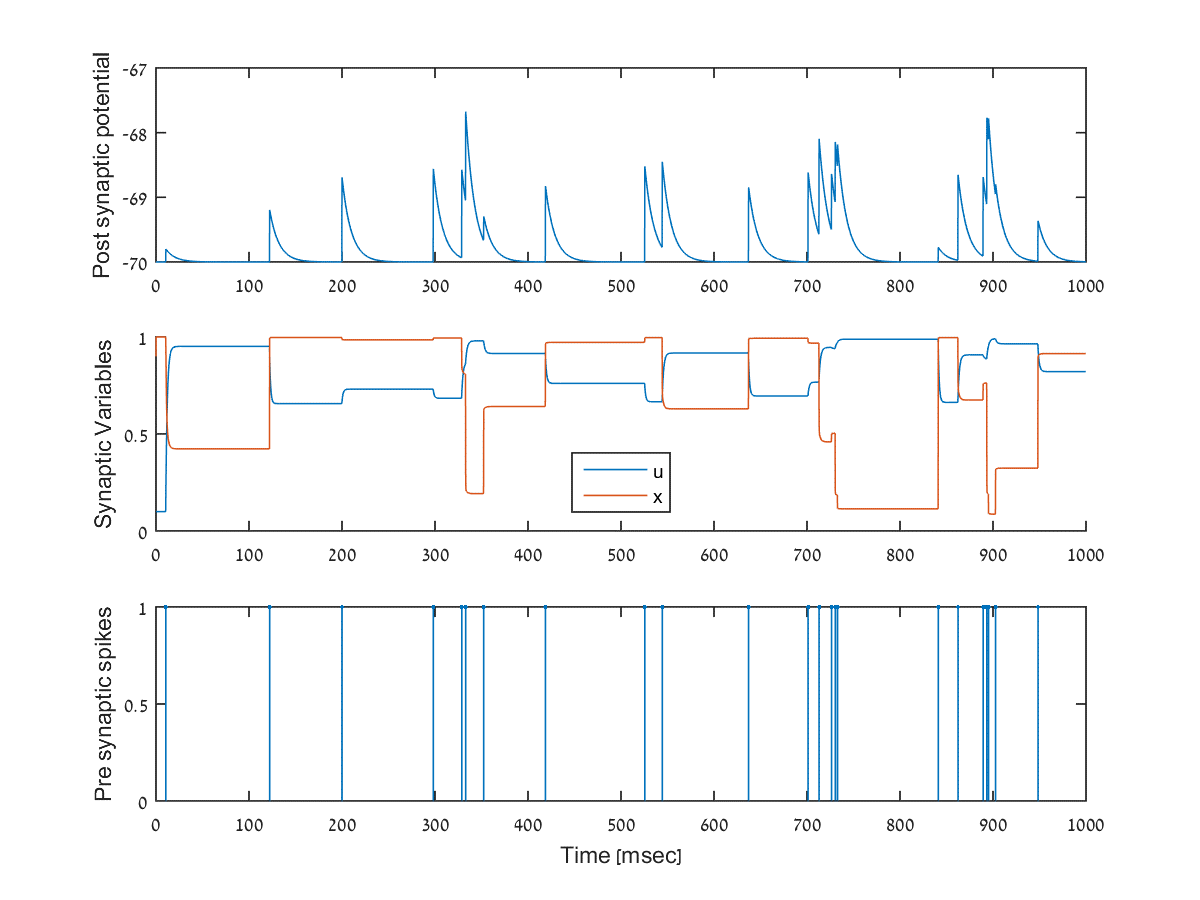 Post synaptic potential
-67
-68
-69
-70
0 100 200 300 400 500 600 700 800 900 1000
Synaptic Variables
1
0.5
0
u
x
0 100 200 300 400 500 600 700 800 900 1000
Pre synaptic spikes
1
0.5
0
0 100 200 300 400 500 600 700 800 900 1000
Time [msec]